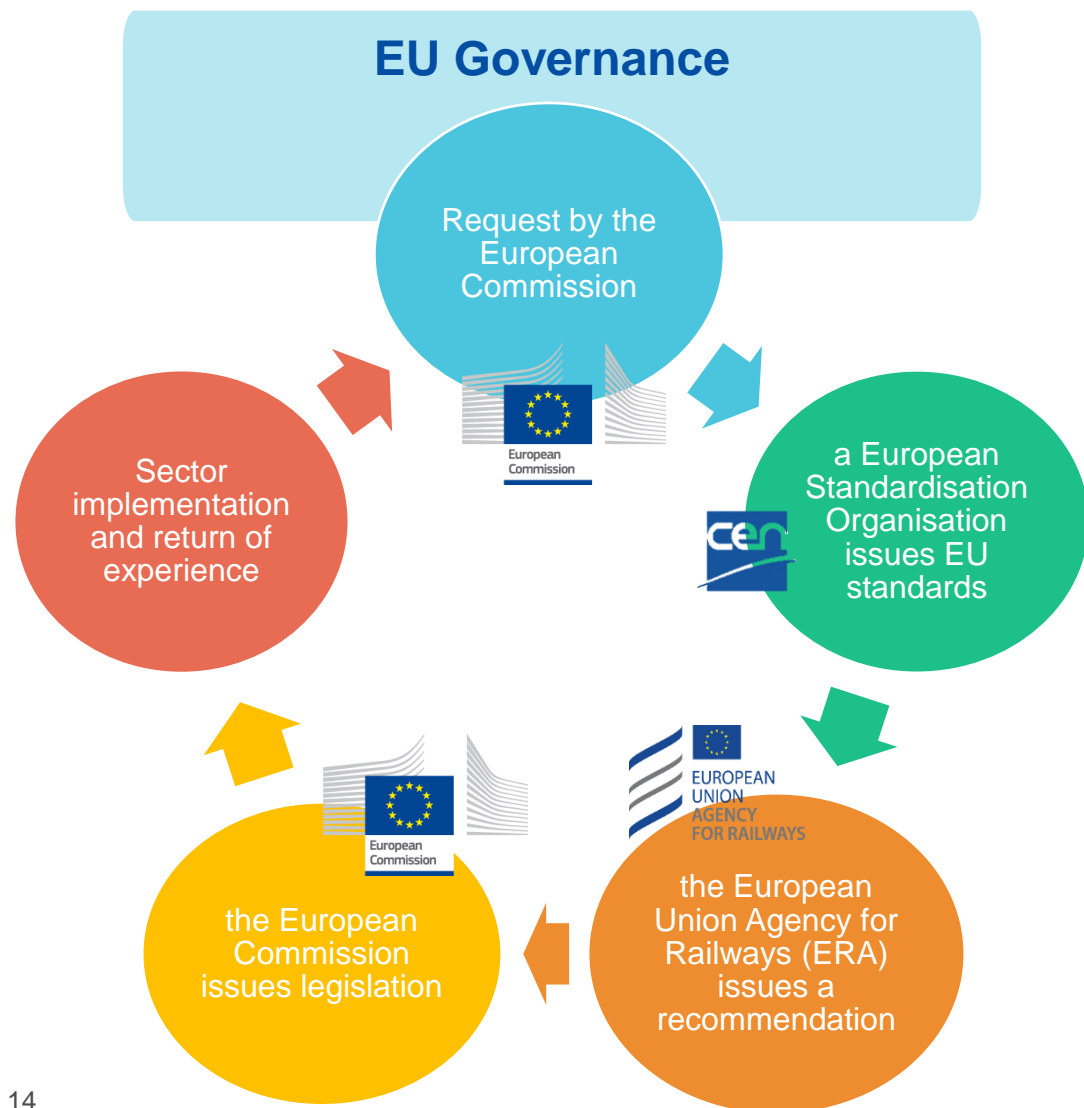 EU Governance
Request by the
European
Commission
European
Commission
a European
Standardisation
Organisation
issues EU
standards
cen
EUROPEAN
UNION
AGENCY
FOR RAILWAYS
the European
Union Agency for
Railways (ERA)
issues a
recommendation
European
Commission
the European
Commission
issues legislation
Sector
implementation
and return of
experience
14